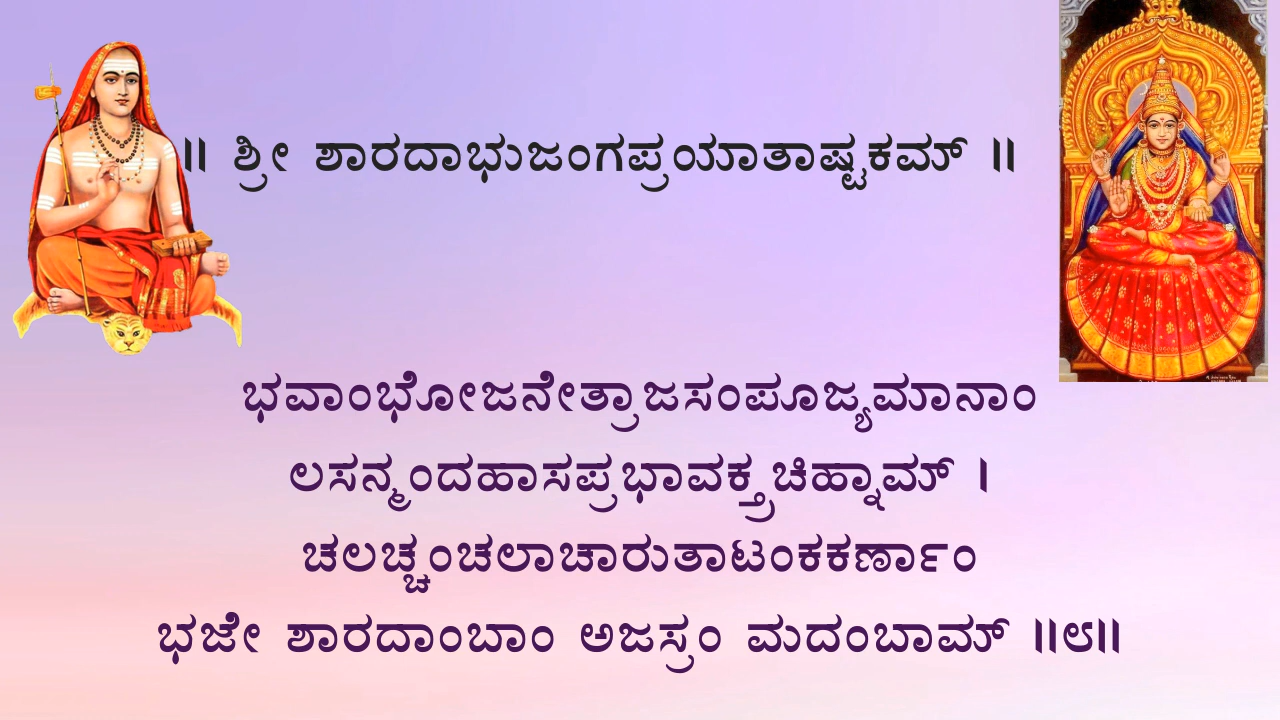 ॥ ಶ್ರೀ ಶಾರದಾಭುಜಂಗಪ್ರಯಾತಾಷ್ಟಕಮ್ ॥
ಭವಾಂಭೋಜನೇತ್ರಾಜಸಂಪೂಜ್ಯಮಾನಾಂ
ಲಸನ್ಮಂದಹಾಸಪ್ರಭಾವಕ್ತ್ರಚಿಹ್ನಾಮ್ ।
ಚಲಚ್ಚಂಚಲಾಚಾರುತಾಟಂಕಕರ್ಣಾಂ
ಭಜೇ ಶಾರದಾಂಬಾಂ ಅಜಸ್ರಂ ಮದಂಬಾಮ್ ॥೮॥